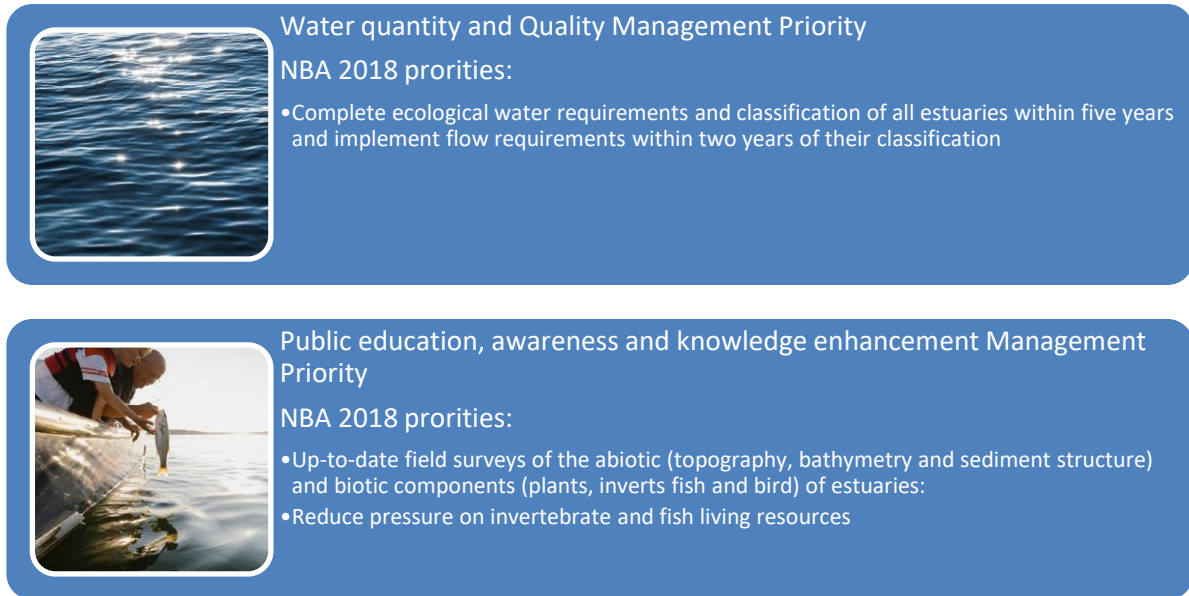 Water quantity and Quality Management Priority
NBA 2018 prorities:
•Complete ecological water requirements and classification of all estuaries within five years
and implement flow requirements within two years of their classification
Public education, awareness and knowledge enhancement Management
Priority
NBA 2018 prorities:
•Up-to-date field surveys of the abiotic (topography, bathymetry and sediment structure)
and biotic components (plants, inverts fish and bird) of estuaries:
•Reduce pressure on invertebrate and fish living resources